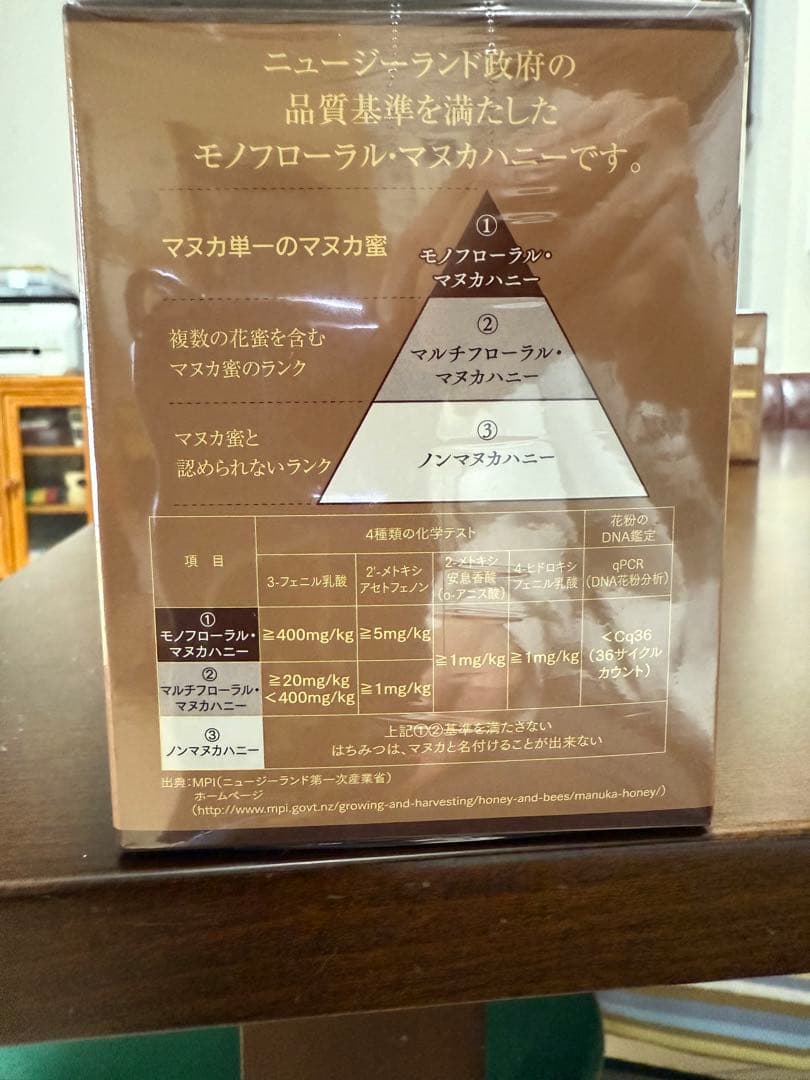 ニュージーランド政府の
品質基準を満たした
モノフローラル・マヌカハニーです。
マヌカ単一のマヌカ蜜
①
モノフローラル・
マヌカハニー
複数の花蜜を含む
マヌカ蜜のランク
②
マルチフローラル・
マヌカハニー
マヌカ蜜と
認められないランク
③
ノンマヌカハニー
項 目
4種類の化学テスト
花粉の
DNA鑑定
3-フェニル乳酸
2'-メトキシ
アセトフェノン
2-メトキシ
安息香酸
(o-アニス酸)
4-ヒドロキシ
フェニル乳酸
qPCR
(DNA花粉分析)
①
モノフローラル・
マヌカハニー
≧400mg/kg
≧5mg/kg
≧1mg/kg
≧1mg/kg
<Cq36
(36サイクル
カウント)
②
マルチフローラル・
マヌカハニー
≧20mg/kg
<400mg/kg
≧1mg/kg
③
ノンマヌカハニー
上記①②基準を満たさない
はちみつは、マヌカと名付けることが出来ない
出典:MPI(ニュージーランド第一次産業省)
ホームページ
(http://www.mpi.govt.nz/growing-and-harvesting/honey-and-bees/manuka-honey/)